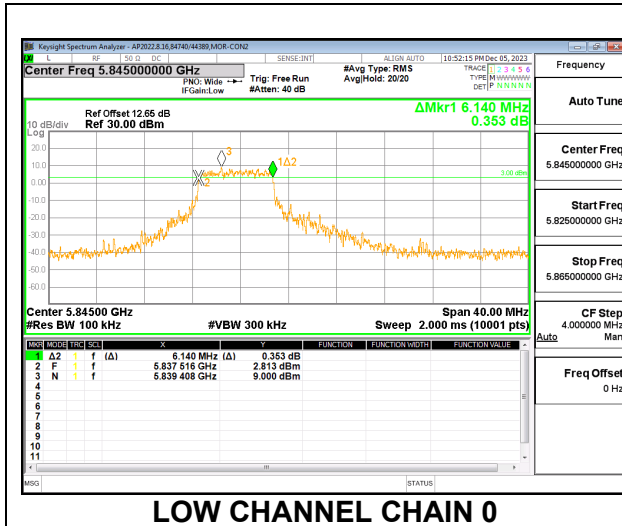 Keysight Spectrum Analyzer - AP2022.8.16,84740/44389,MOR-CON2
L RF 50 Ω DC SENSE:INT ALIGN AUTO 10:52:15 PM Dec 05, 2023
Center Freq 5.845000000 GHz
PNO: Wide
IFGain:Low
Trig: Free Run
#Atten: 40 dB
#Avg Type: RMS
Avg|Hold: 20/20
TRACE 1 2 3 4 5 6
TYPE M WWWWW
DET P N N N N N
Frequency
Auto Tune
Center Freq
5.845000000 GHz
Start Freq
5.825000000 GHz
Stop Freq
5.865000000 GHz
CF Step
4.000000 MHz
Auto Man
Freq Offset
0 Hz
Ref Offset 12.65 dB
10 dB/div Ref 30.00 dBm
ΔMkr1 6.140 MHz
0.353 dB
Log
20.0
10.0
0.00
-10.0
-20.0
-30.0
-40.0
-50.0
-60.0
3
1Δ2
2
3.00 dBm
Center 5.84500 GHz Span 40.00 MHz
#Res BW 100 kHz #VBW 300 kHz Sweep 2.000 ms (10001 pts)
MKR MODE TRC SCL X Y FUNCTION FUNCTION WIDTH FUNCTION VALUE
1 Δ2 1 f (Δ) 6.140 MHz (Δ) 0.353 dB
2 F 1 f 5.837 516 GHz 2.813 dBm
3 N 1 f 5.839 408 GHz 9.000 dBm
4
5
6
7
8
9
10
11
MSG STATUS
LOW CHANNEL CHAIN 0